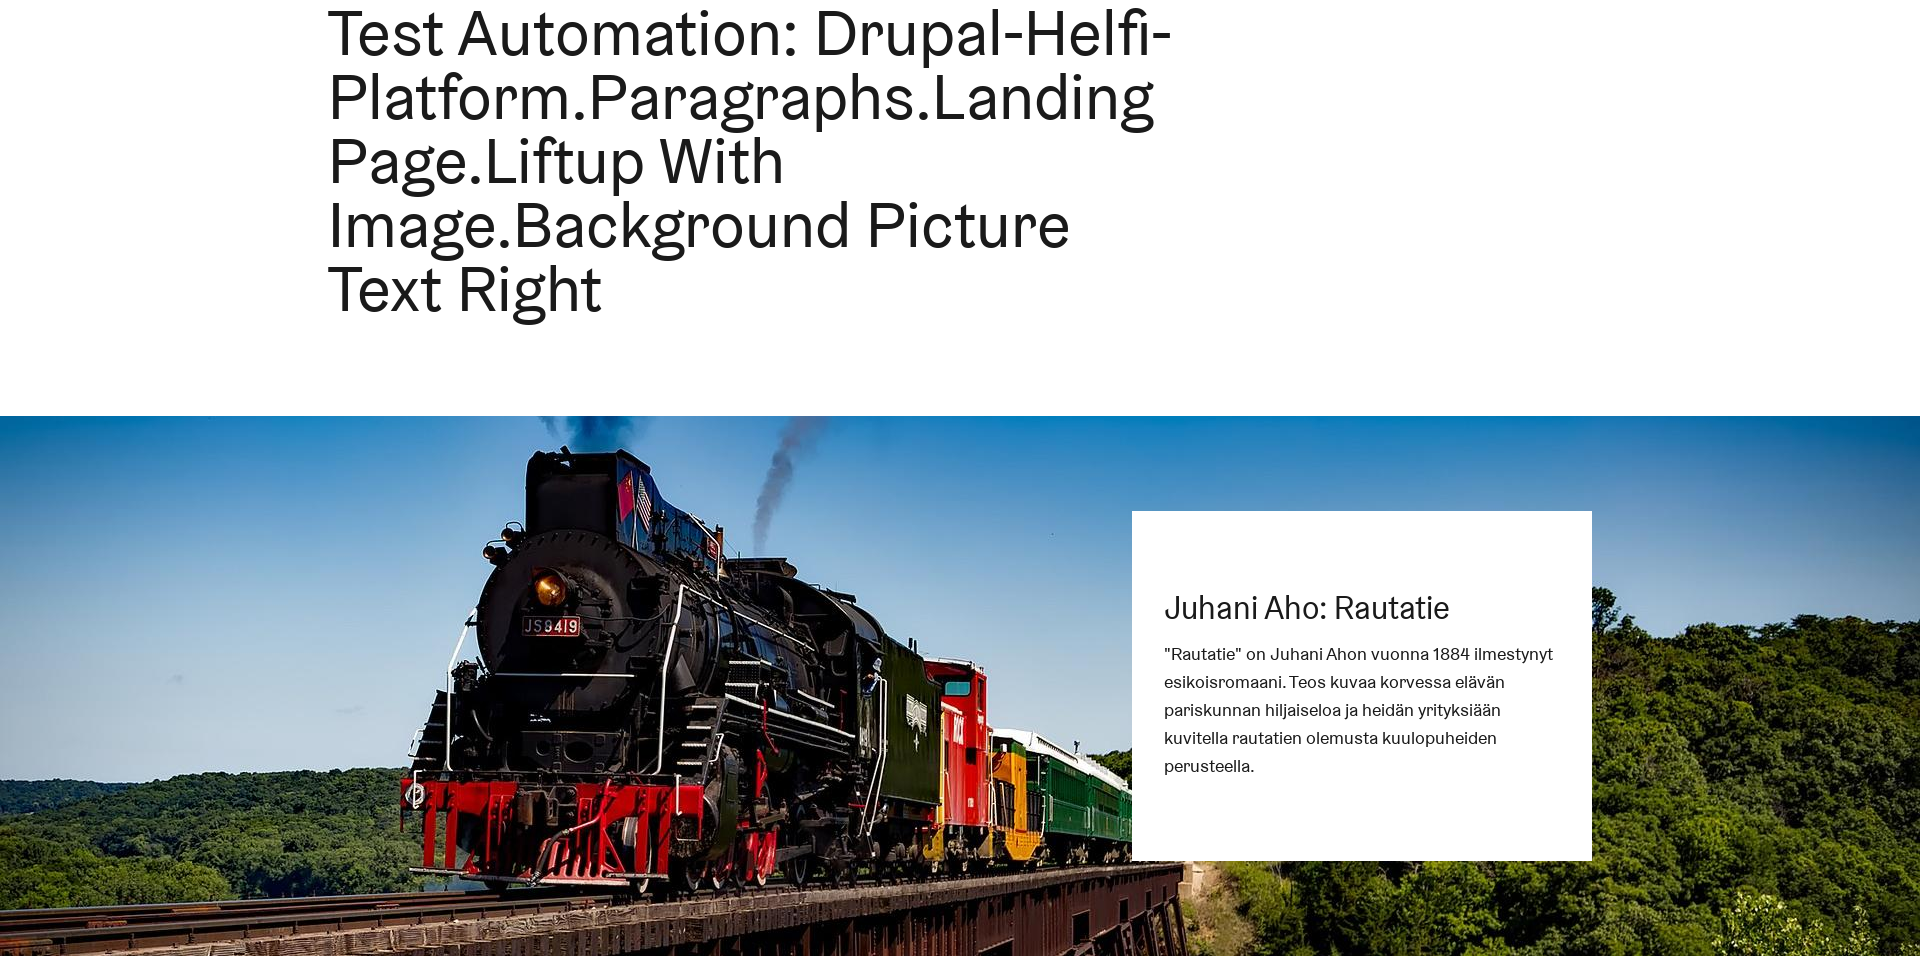 Test Automation: Drupal-Helfi-
Platform.Paragraphs.Landing
Page.Liftup With
Image.Background Picture
Text Right
JS8419
Juhani Aho: Rautatie
"Rautatie" on Juhani Ahon vuonna 1884 ilmestynyt
esikoisromaani. Teos kuvaa korvessa elävän
pariskunnan hiljaiseloa ja heidän yrityksiään
kuvitella rautatien olemusta kuulopuheiden
perusteella.